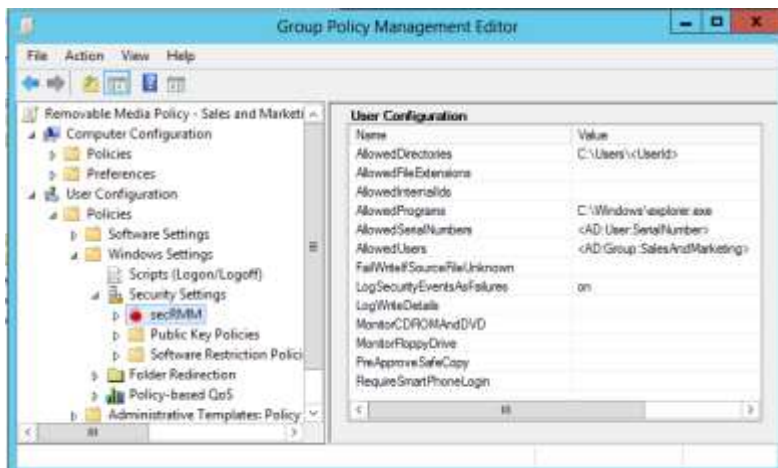 Group Policy Management Editor
File Action View Help
Removable Media Policy - Sales and Marketi
Computer Configuration
Policies
Preferences
User Configuration
Policies
Software Settings
Windows Settings
Scripts (Logon/Logoff)
Security Settings
secRMM
Public Key Policies
Software Restriction Polici
Folder Redirection
Policy-based QoS
Administrative Templates: Policy
User Configuration
Name Value
AllowedDirectories C:\Users\<UserId>
AllowedFileExtensions
AllowedInternalIds
AllowedPrograms C:\Windows\explorer.exe
AllowedSerialNumbers <AD:User:SerialNumber>
AllowedUsers <AD:Group:SalesAndMarketing>
FailWriteIfSourceFileUnknown
LogSecurityEventsAsFailures on
LogWriteDetails
MonitorCDROMAndDVD
MonitorFloppyDrive
PreApproveSafeCopy
RequireSmartPhoneLogin